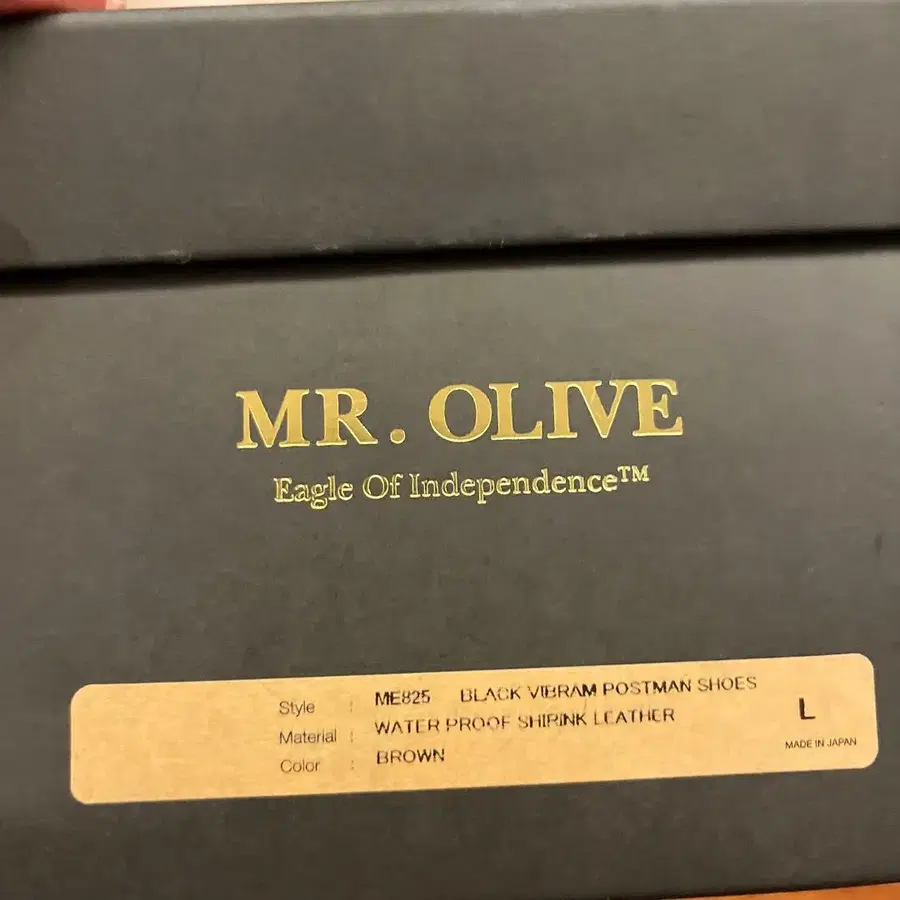 MR. OLIVE
Eagle Of Independence™
Style : ME825 BLACK VIBRAM POSTMAN SHOES
Material : WATER PROOF SHIRINK LEATHER
Color : BROWN
L
MADE IN JAPAN